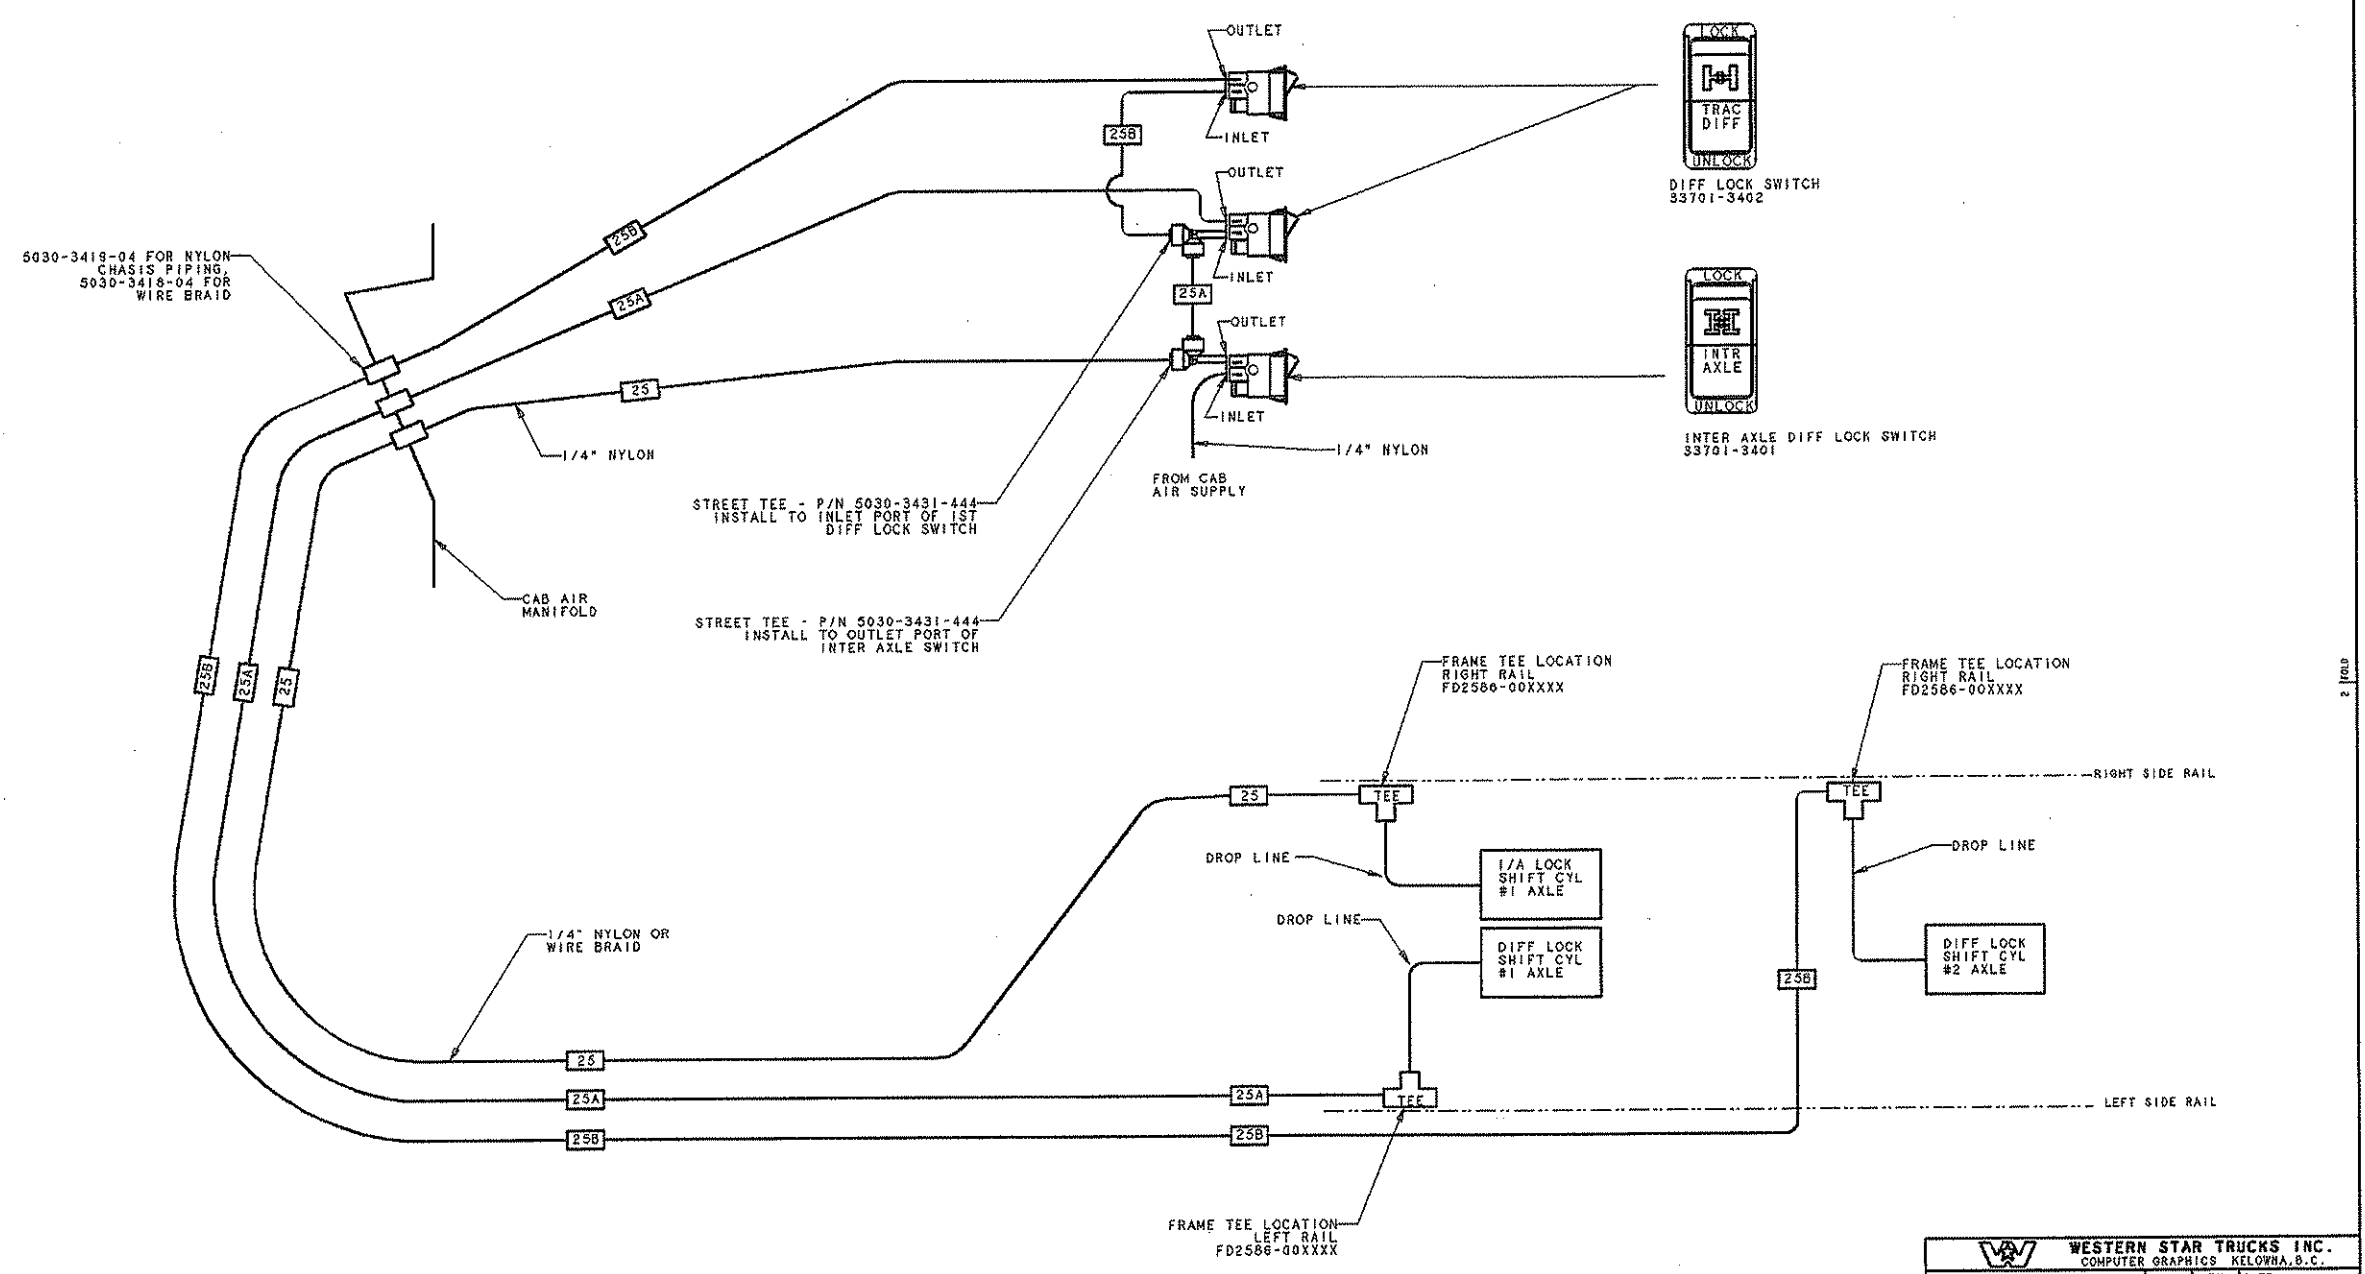 OUTLET
INLET
25B
OUTLET
INLET
25A
OUTLET
INLET
LOCK
TRAC
DIFF
UNLOCK
DIFF LOCK SWITCH
33701-3402
LOCK
INTR
AXLE
UNLOCK
INTER AXLE DIFF LOCK SWITCH
33701-3401
5030-3419-04 FOR NYLON
CHASIS PIPING,
5030-3418-04 FOR
WIRE BRAID
25B
25A
25
1/4" NYLON
1/4" NYLON
FROM CAB
AIR SUPPLY
STREET TEE - P/N 5030-3431-444
INSTALL TO INLET PORT OF 1ST
DIFF LOCK SWITCH
CAB AIR
MANIFOLD
STREET TEE - P/N 5030-3431-444
INSTALL TO OUTLET PORT OF
INTER AXLE SWITCH
25B
25A
25
FRAME TEE LOCATION
RIGHT RAIL
FD2586-00XXXX
FRAME TEE LOCATION
RIGHT RAIL
FD2586-00XXXX
2 FOLD
RIGHT SIDE RAIL
25
TEE
TEE
DROP LINE
I/A LOCK
SHIFT CYL
#1 AXLE
DROP LINE
DROP LINE
DIFF LOCK
SHIFT CYL
#1 AXLE
DIFF LOCK
SHIFT CYL
#2 AXLE
25B
1/4" NYLON OR
WIRE BRAID
25
25A
25A
TEE
LEFT SIDE RAIL
25B
25B
FRAME TEE LOCATION
LEFT RAIL
FD2586-00XXXX
WESTERN STAR TRUCKS INC.
COMPUTER GRAPHICS KELOWNA, B.C.